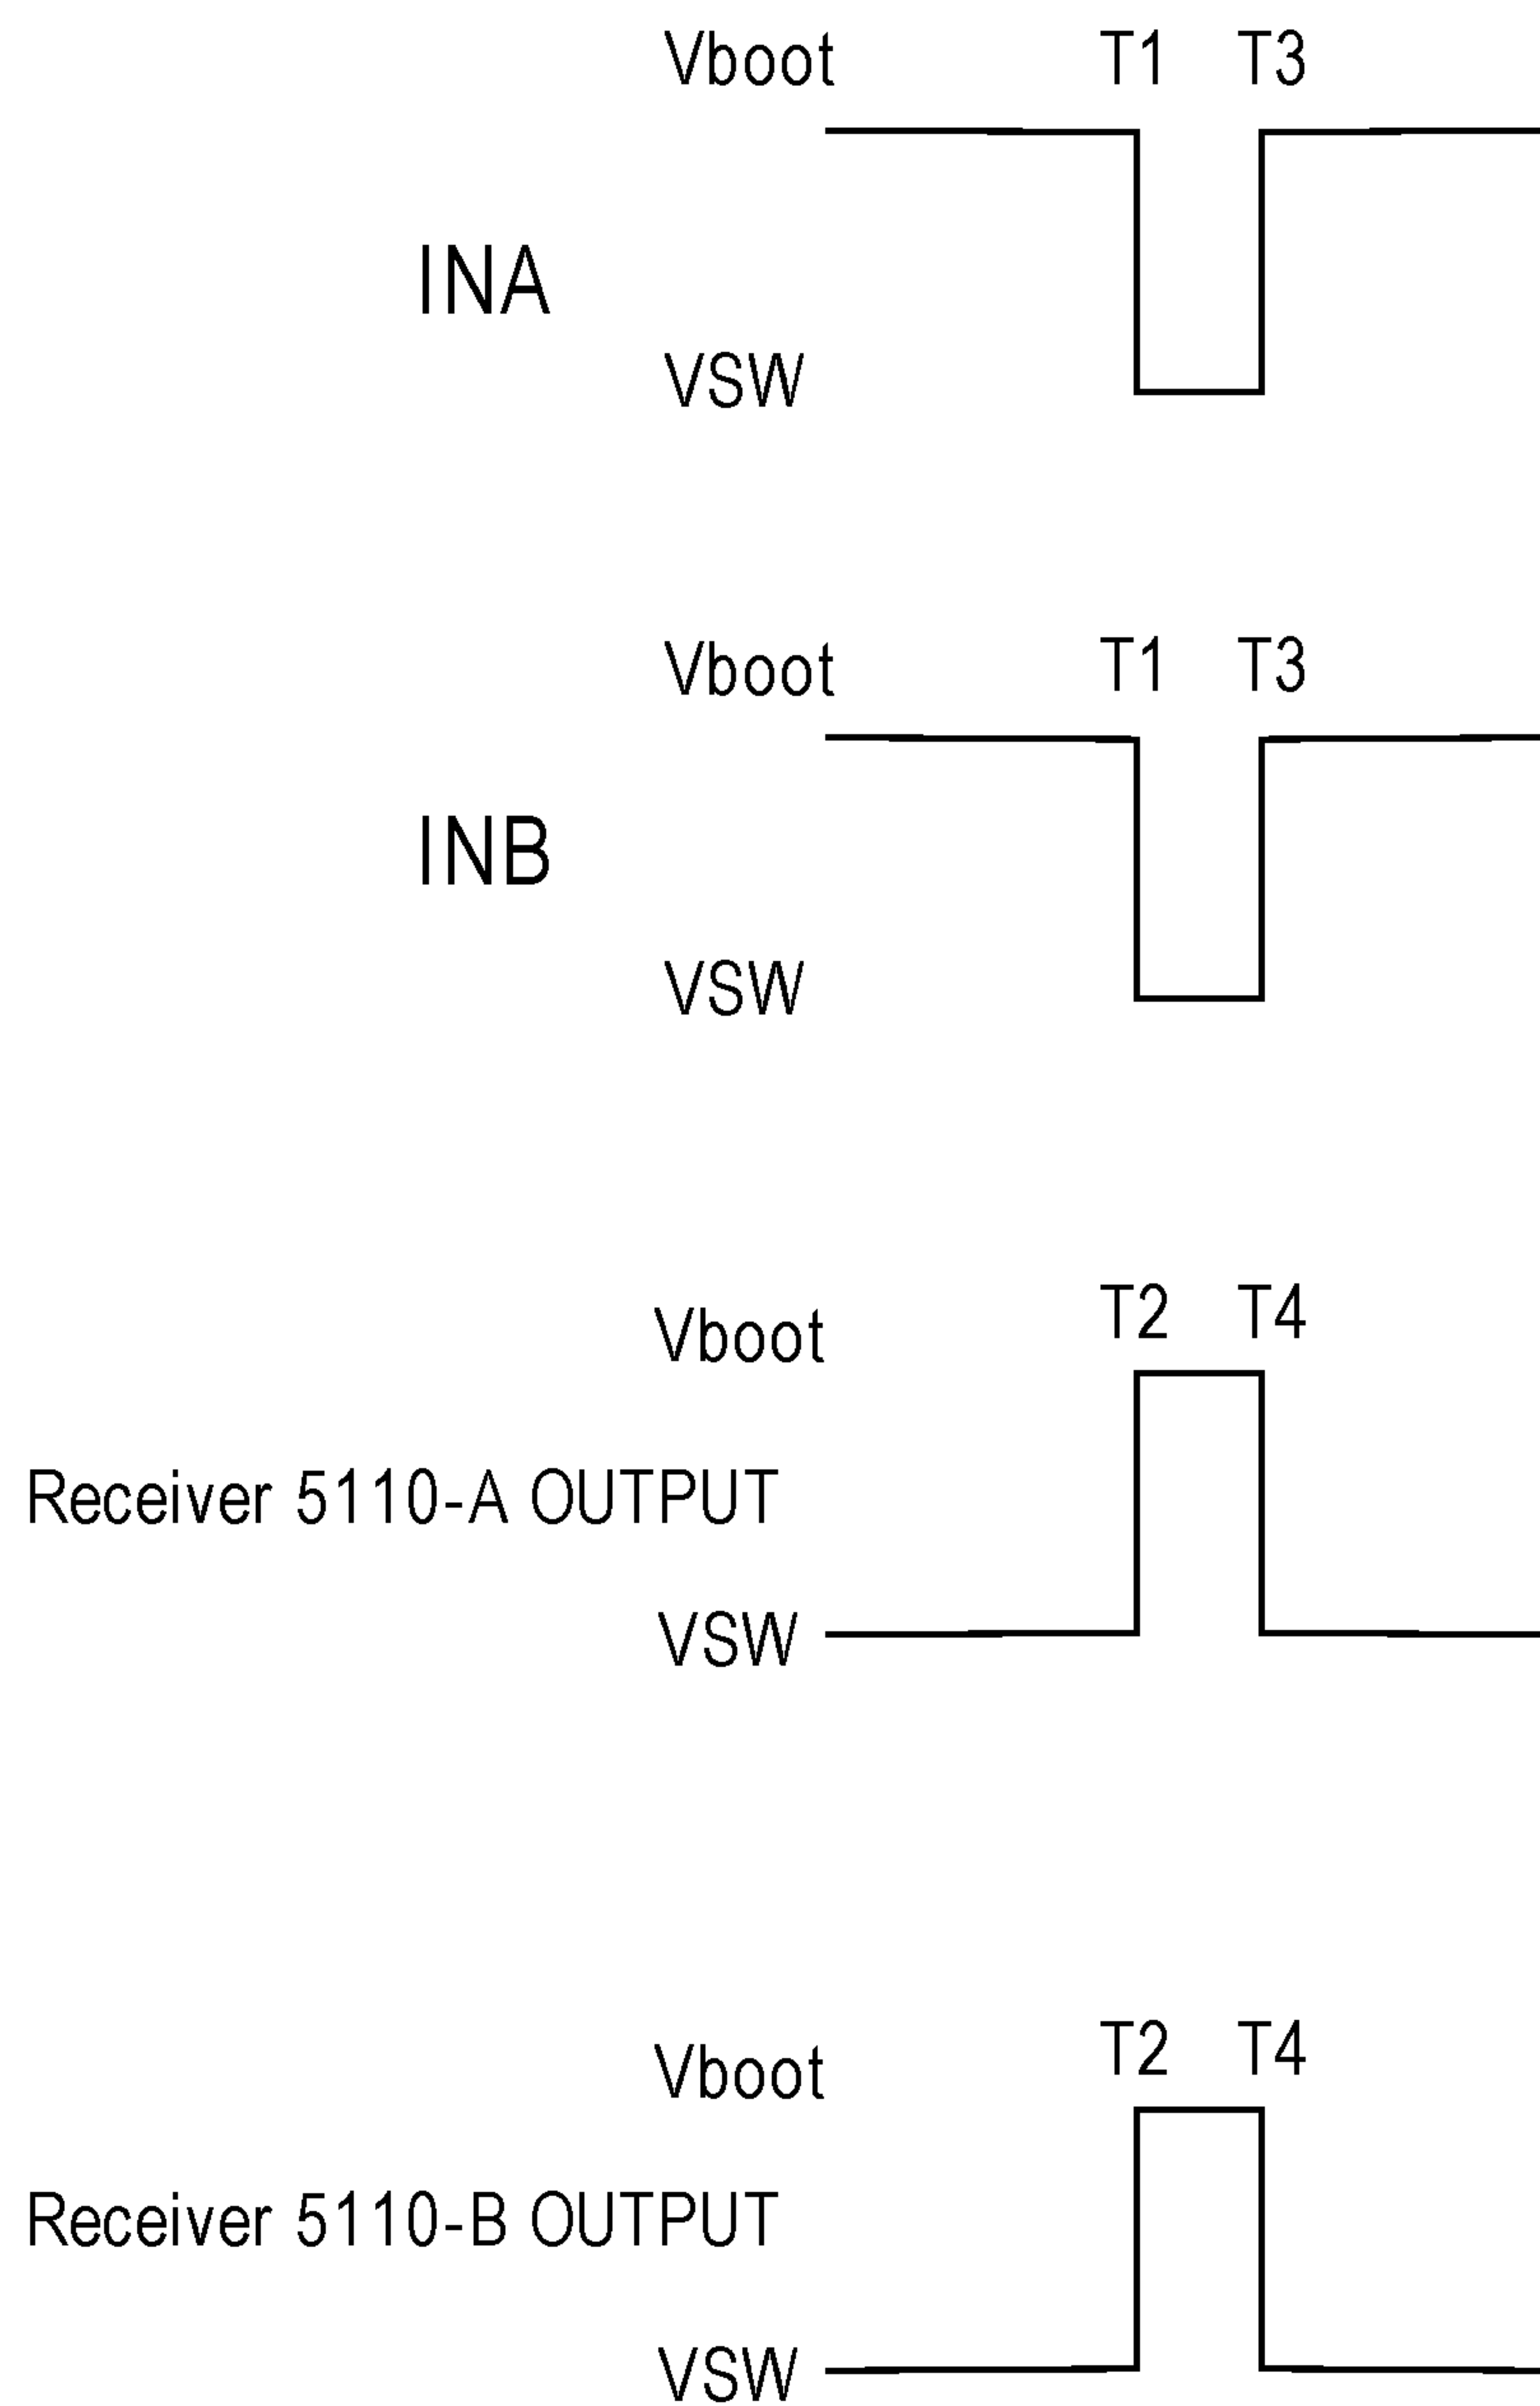 Vboot T1 T3
INA
VSW
Vboot T1 T3
INB
VSW
T2 T4
Vboot
Receiver 5110-A OUTPUT
VSW
T2 T4
Vboot
Receiver 5110-B OUTPUT
VSW